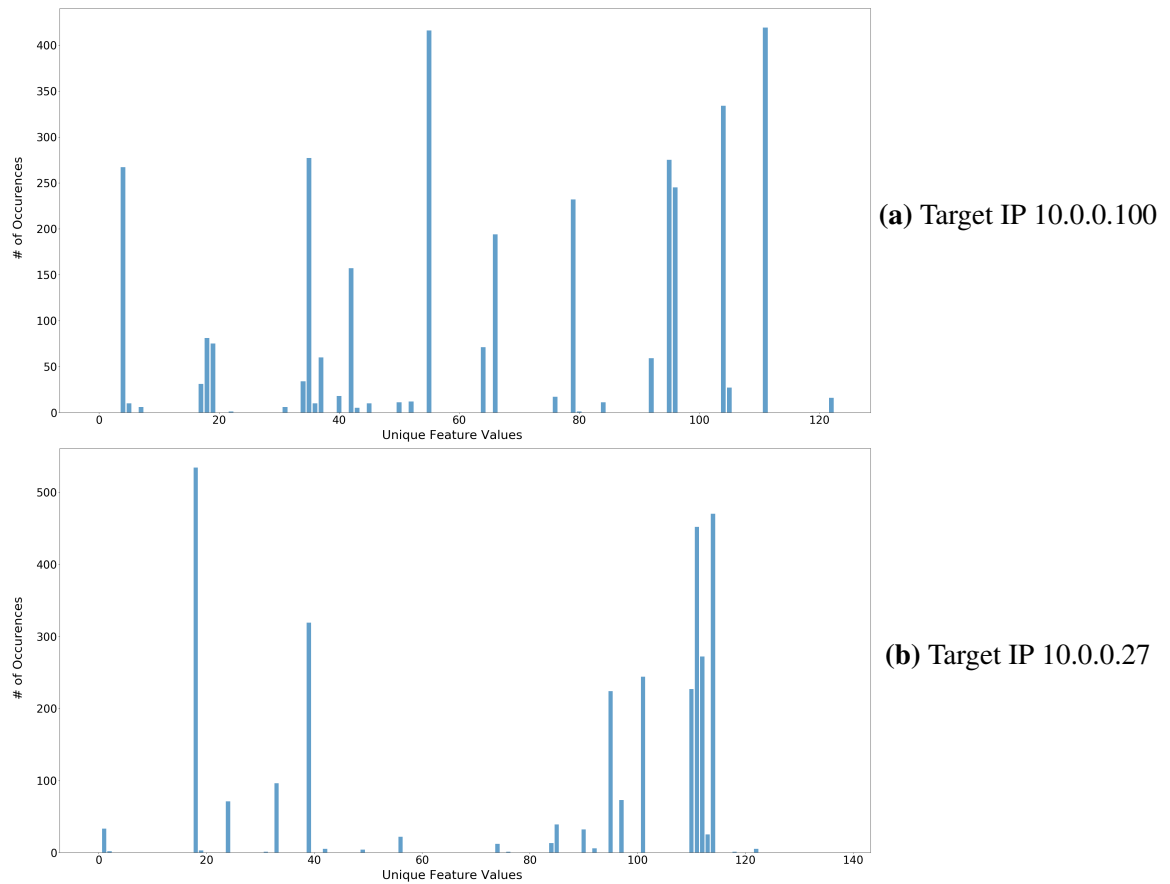 400
350
300
250
200
150
100
50
0
# of Occurences
0 20 40 60 80 100 120
Unique Feature Values
(a) Target IP 10.0.0.100
500
400
300
200
100
0
# of Occurences
0 20 40 60 80 100 120 140
Unique Feature Values
(b) Target IP 10.0.0.27